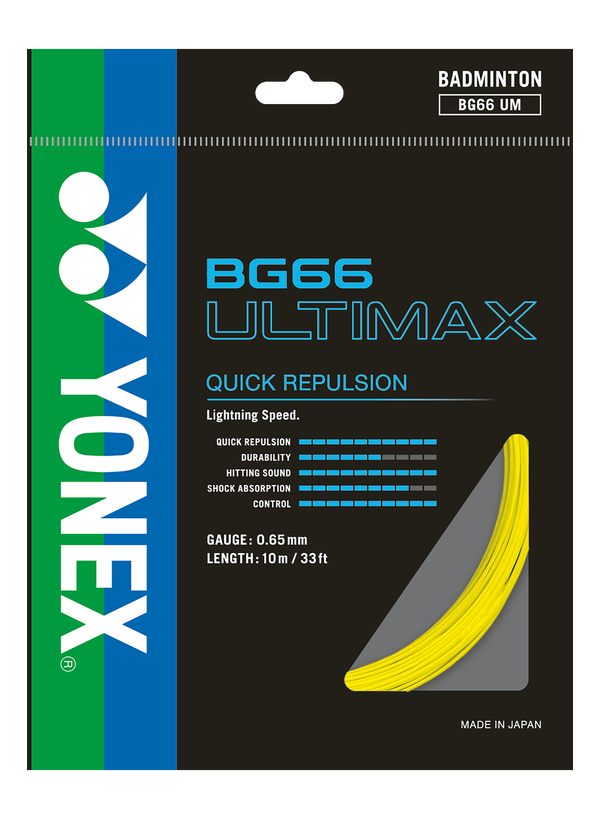 BADMINTON
BG66 UM
YONEX®
BG66
ULTIMAX
QUICK REPULSION
Lightning Speed.
QUICK REPULSION
DURABILITY
HITTING SOUND
SHOCK ABSORPTION
CONTROL
GAUGE: 0.65mm
LENGTH: 10m / 33ft
MADE IN JAPAN